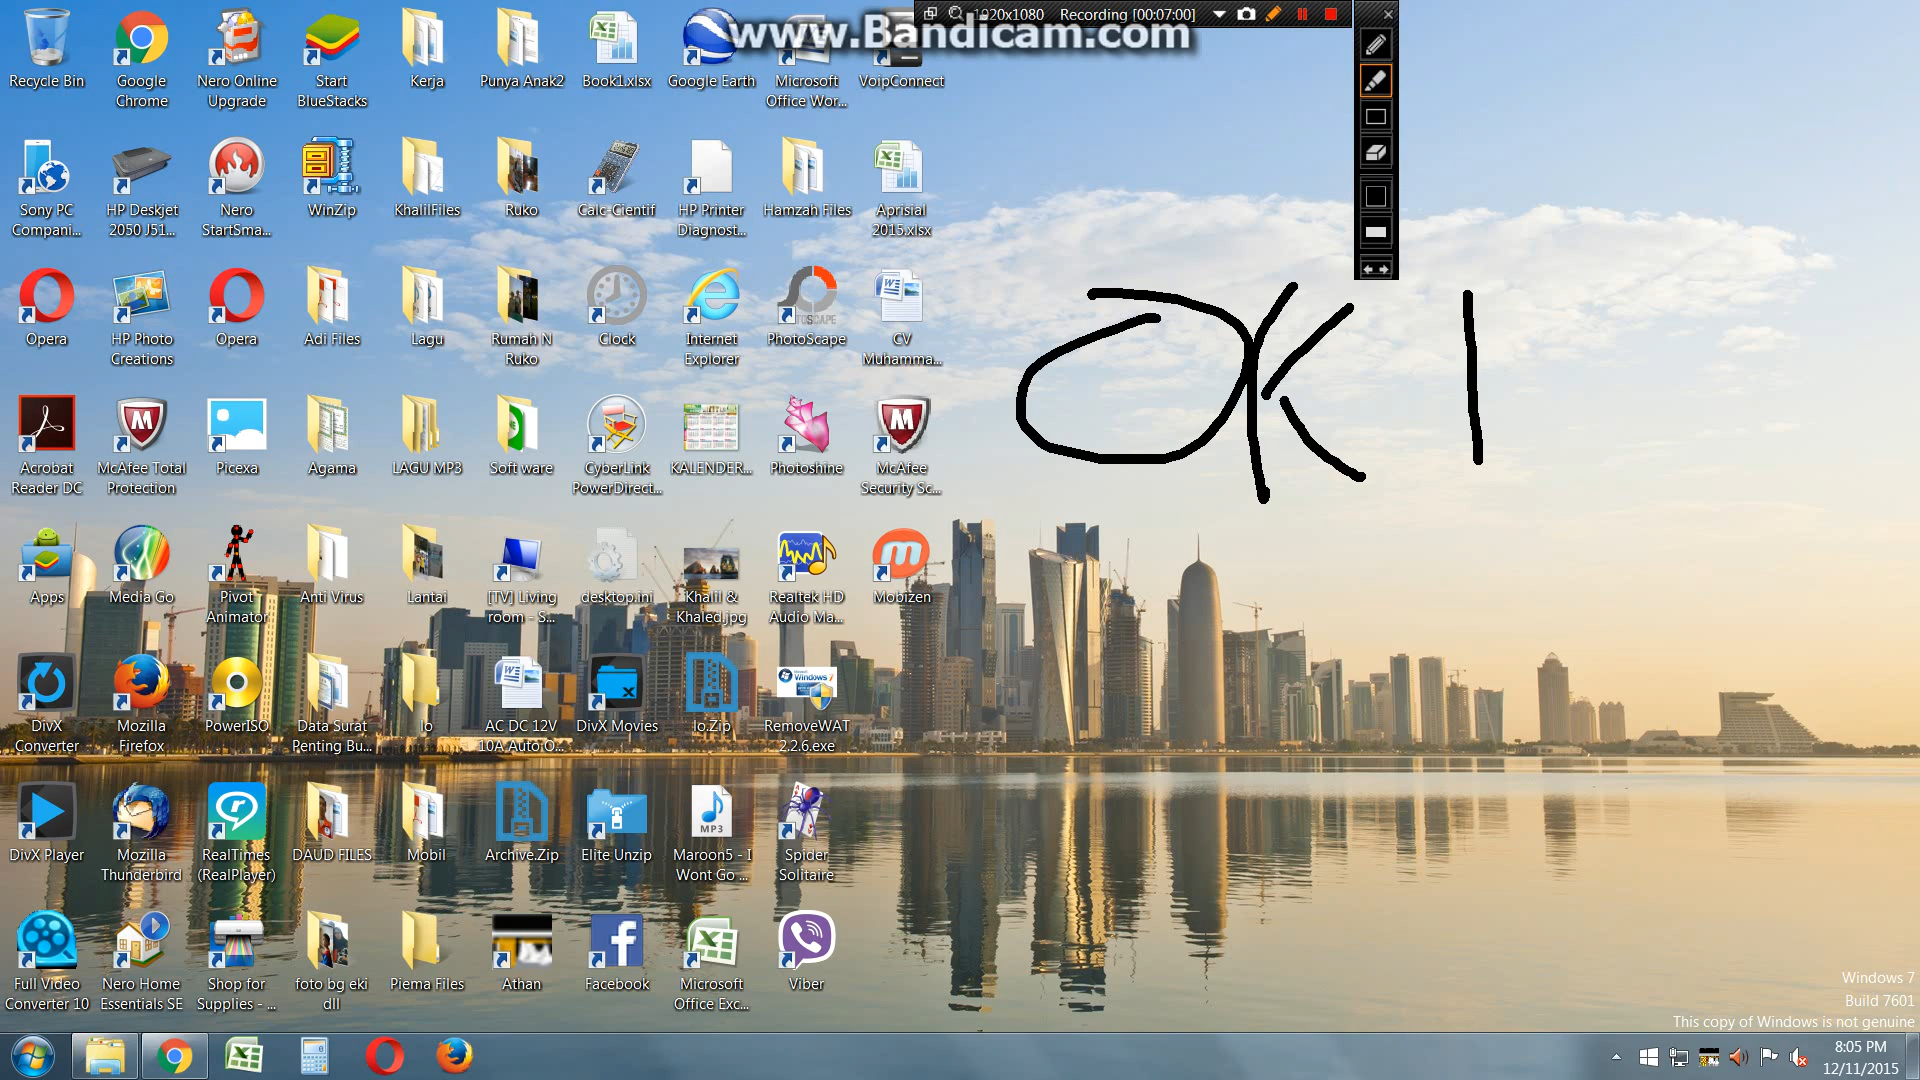 1920x1080 Recording [00:07:00]
www.Bandicam.com
Recycle Bin
Google Chrome
Nero Online Upgrade
Start BlueStacks
Kerja
Punya Anak2
Book1.xlsx
Google Earth
Microsoft Office Wor...
VoipConnect
Sony PC Compani...
HP Deskjet 2050 J51...
Nero StartSma...
WinZip
KhalilFiles
Ruko
Calc-Cientif
HP Printer Diagnost...
Hamzah Files
Aprisial 2015.xlsx
Opera
HP Photo Creations
Opera
Adi Files
Lagu
Rumah N Ruko
Clock
Internet Explorer
PhotoScape
CV Muhamma...
OK !
Acrobat Reader DC
McAfee Total Protection
Picexa
Agama
LAGU MP3
Soft ware
CyberLink PowerDirect...
KALENDER...
Photoshine
McAfee Security Sc...
Apps
Media Go
Pivot Animator
Anti Virus
Lantai
[TV] Living room - S...
desktop.ini
Khalil & Khaled.jpg
Realtek HD Audio Ma...
Mobizen
DivX Converter
Mozilla Firefox
PowerISO
Data Surat Penting Bu...
Io
AC DC 12V 10A Auto O...
DivX Movies
Io.Zip
RemoveWAT 2.2.6.exe
DivX Player
Mozilla Thunderbird
RealTimes (RealPlayer)
DAUD FILES
Mobil
Archive.Zip
Elite Unzip
MP3
Maroon5 - I Wont Go ...
Spider Solitaire
Full Video Converter 10
Nero Home Essentials SE
Shop for Supplies - ...
foto bg eki dll
Piema Files
Athan
Facebook
Microsoft Office Exc...
Viber
Windows 7
Build 7601
This copy of Windows is not genuine
8:05 PM
12/11/2015